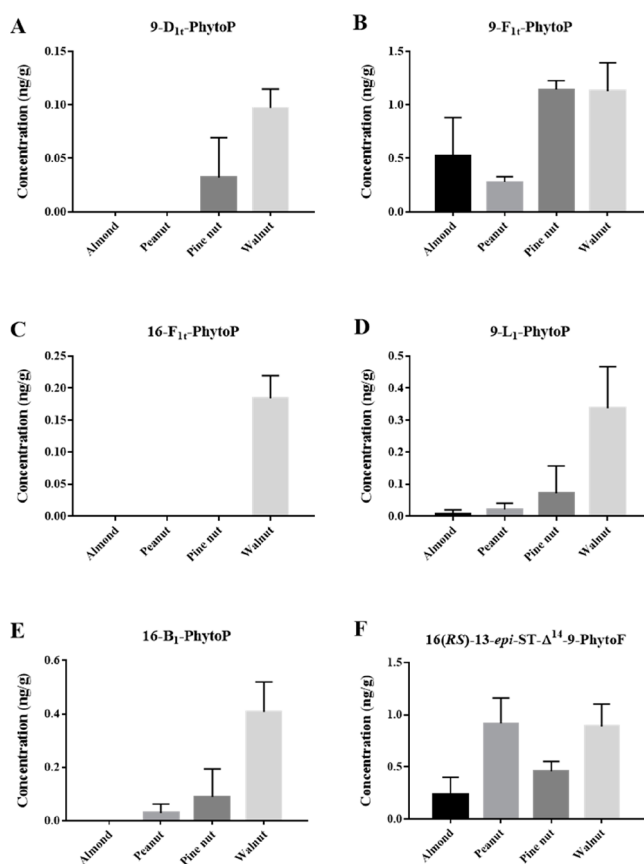 A
9-D1t-PhytoP
Concentration (ng/g)
0.15
0.10
0.05
0.00
Almond
Peanut
Pine nut
Walnut
B
9-F1t-PhytoP
Concentration (ng/g)
1.5
1.0
0.5
0.0
Almond
Peanut
Pine nut
Walnut
C
16-F1t-PhytoP
Concentration (ng/g)
0.25
0.20
0.15
0.10
0.05
0.00
Almond
Peanut
Pine nut
Walnut
D
9-L1-PhytoP
Concentration (ng/g)
0.5
0.4
0.3
0.2
0.1
0.0
Almond
Peanut
Pine nut
Walnut
E
16-B1-PhytoP
Concentration (ng/g)
0.6
0.4
0.2
0.0
Almond
Peanut
Pine nut
Walnut
F
16(RS)-13-epi-ST-Δ14-9-PhytoF
Concentration (ng/g)
1.5
1.0
0.5
0.0
Almond
Peanut
Pine nut
Walnut